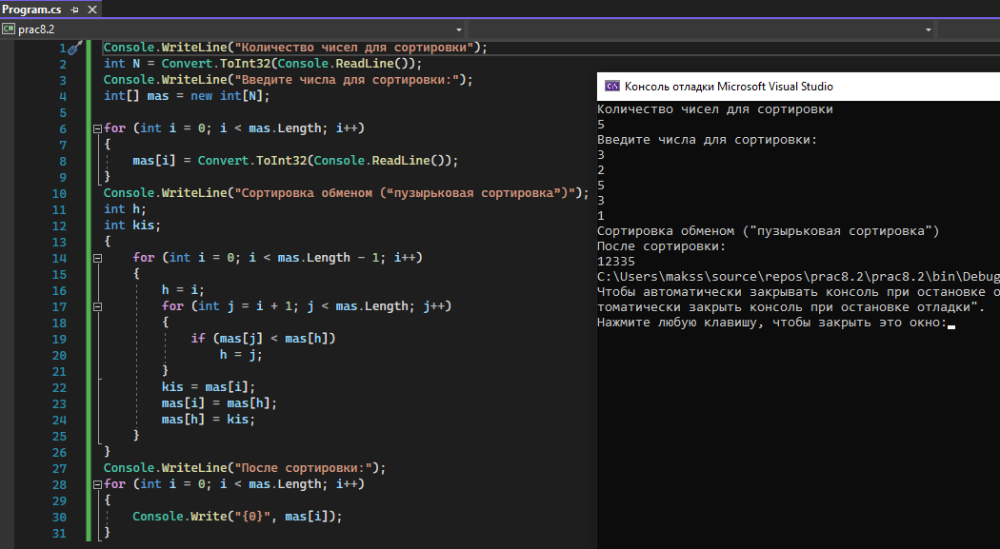 Program.cs
C# prac8.2
1 Console.WriteLine("Количество чисел для сортировки");
2 int N = Convert.ToInt32(Console.ReadLine());
3 Console.WriteLine("Введите числа для сортировки:");
4 int[] mas = new int[N];
5
6 for (int i = 0; i < mas.Length; i++)
7 {
8 mas[i] = Convert.ToInt32(Console.ReadLine());
9 }
10 Console.WriteLine("Сортировка обменом (“пузырьковая сортировка”)");
11 int h;
12 int kis;
13 {
14 for (int i = 0; i < mas.Length - 1; i++)
15 {
16 h = i;
17 for (int j = i + 1; j < mas.Length; j++)
18 {
19 if (mas[j] < mas[h])
20 h = j;
21 }
22 kis = mas[i];
23 mas[i] = mas[h];
24 mas[h] = kis;
25 }
26 }
27 Console.WriteLine("После сортировки:");
28 for (int i = 0; i < mas.Length; i++)
29 {
30 Console.Write("{0}", mas[i]);
31 }
Консоль отладки Microsoft Visual Studio
Количество чисел для сортировки
5
Введите числа для сортировки:
3
2
5
3
1
Сортировка обменом ("пузырьковая сортировка")
После сортировки:
12335
C:\Users\makss\source\repos\prac8.2\prac8.2\bin\Debug
Чтобы автоматически закрывать консоль при остановке о
томатически закрыть консоль при остановке отладки".
Нажмите любую клавишу, чтобы закрыть это окно: